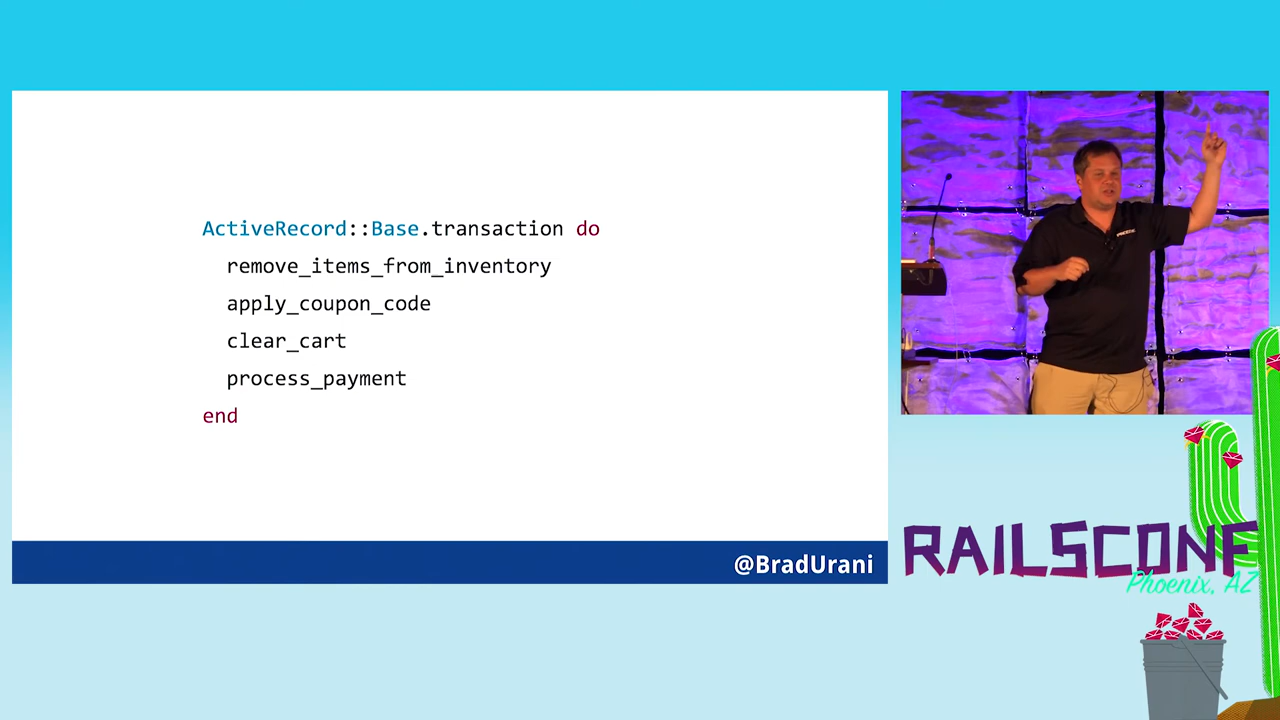 ActiveRecord::Base.transaction do
  remove_items_from_inventory
  apply_coupon_code
  clear_cart
  process_payment
end
@BradUrani
RAILSCONF
Phoenix, AZ